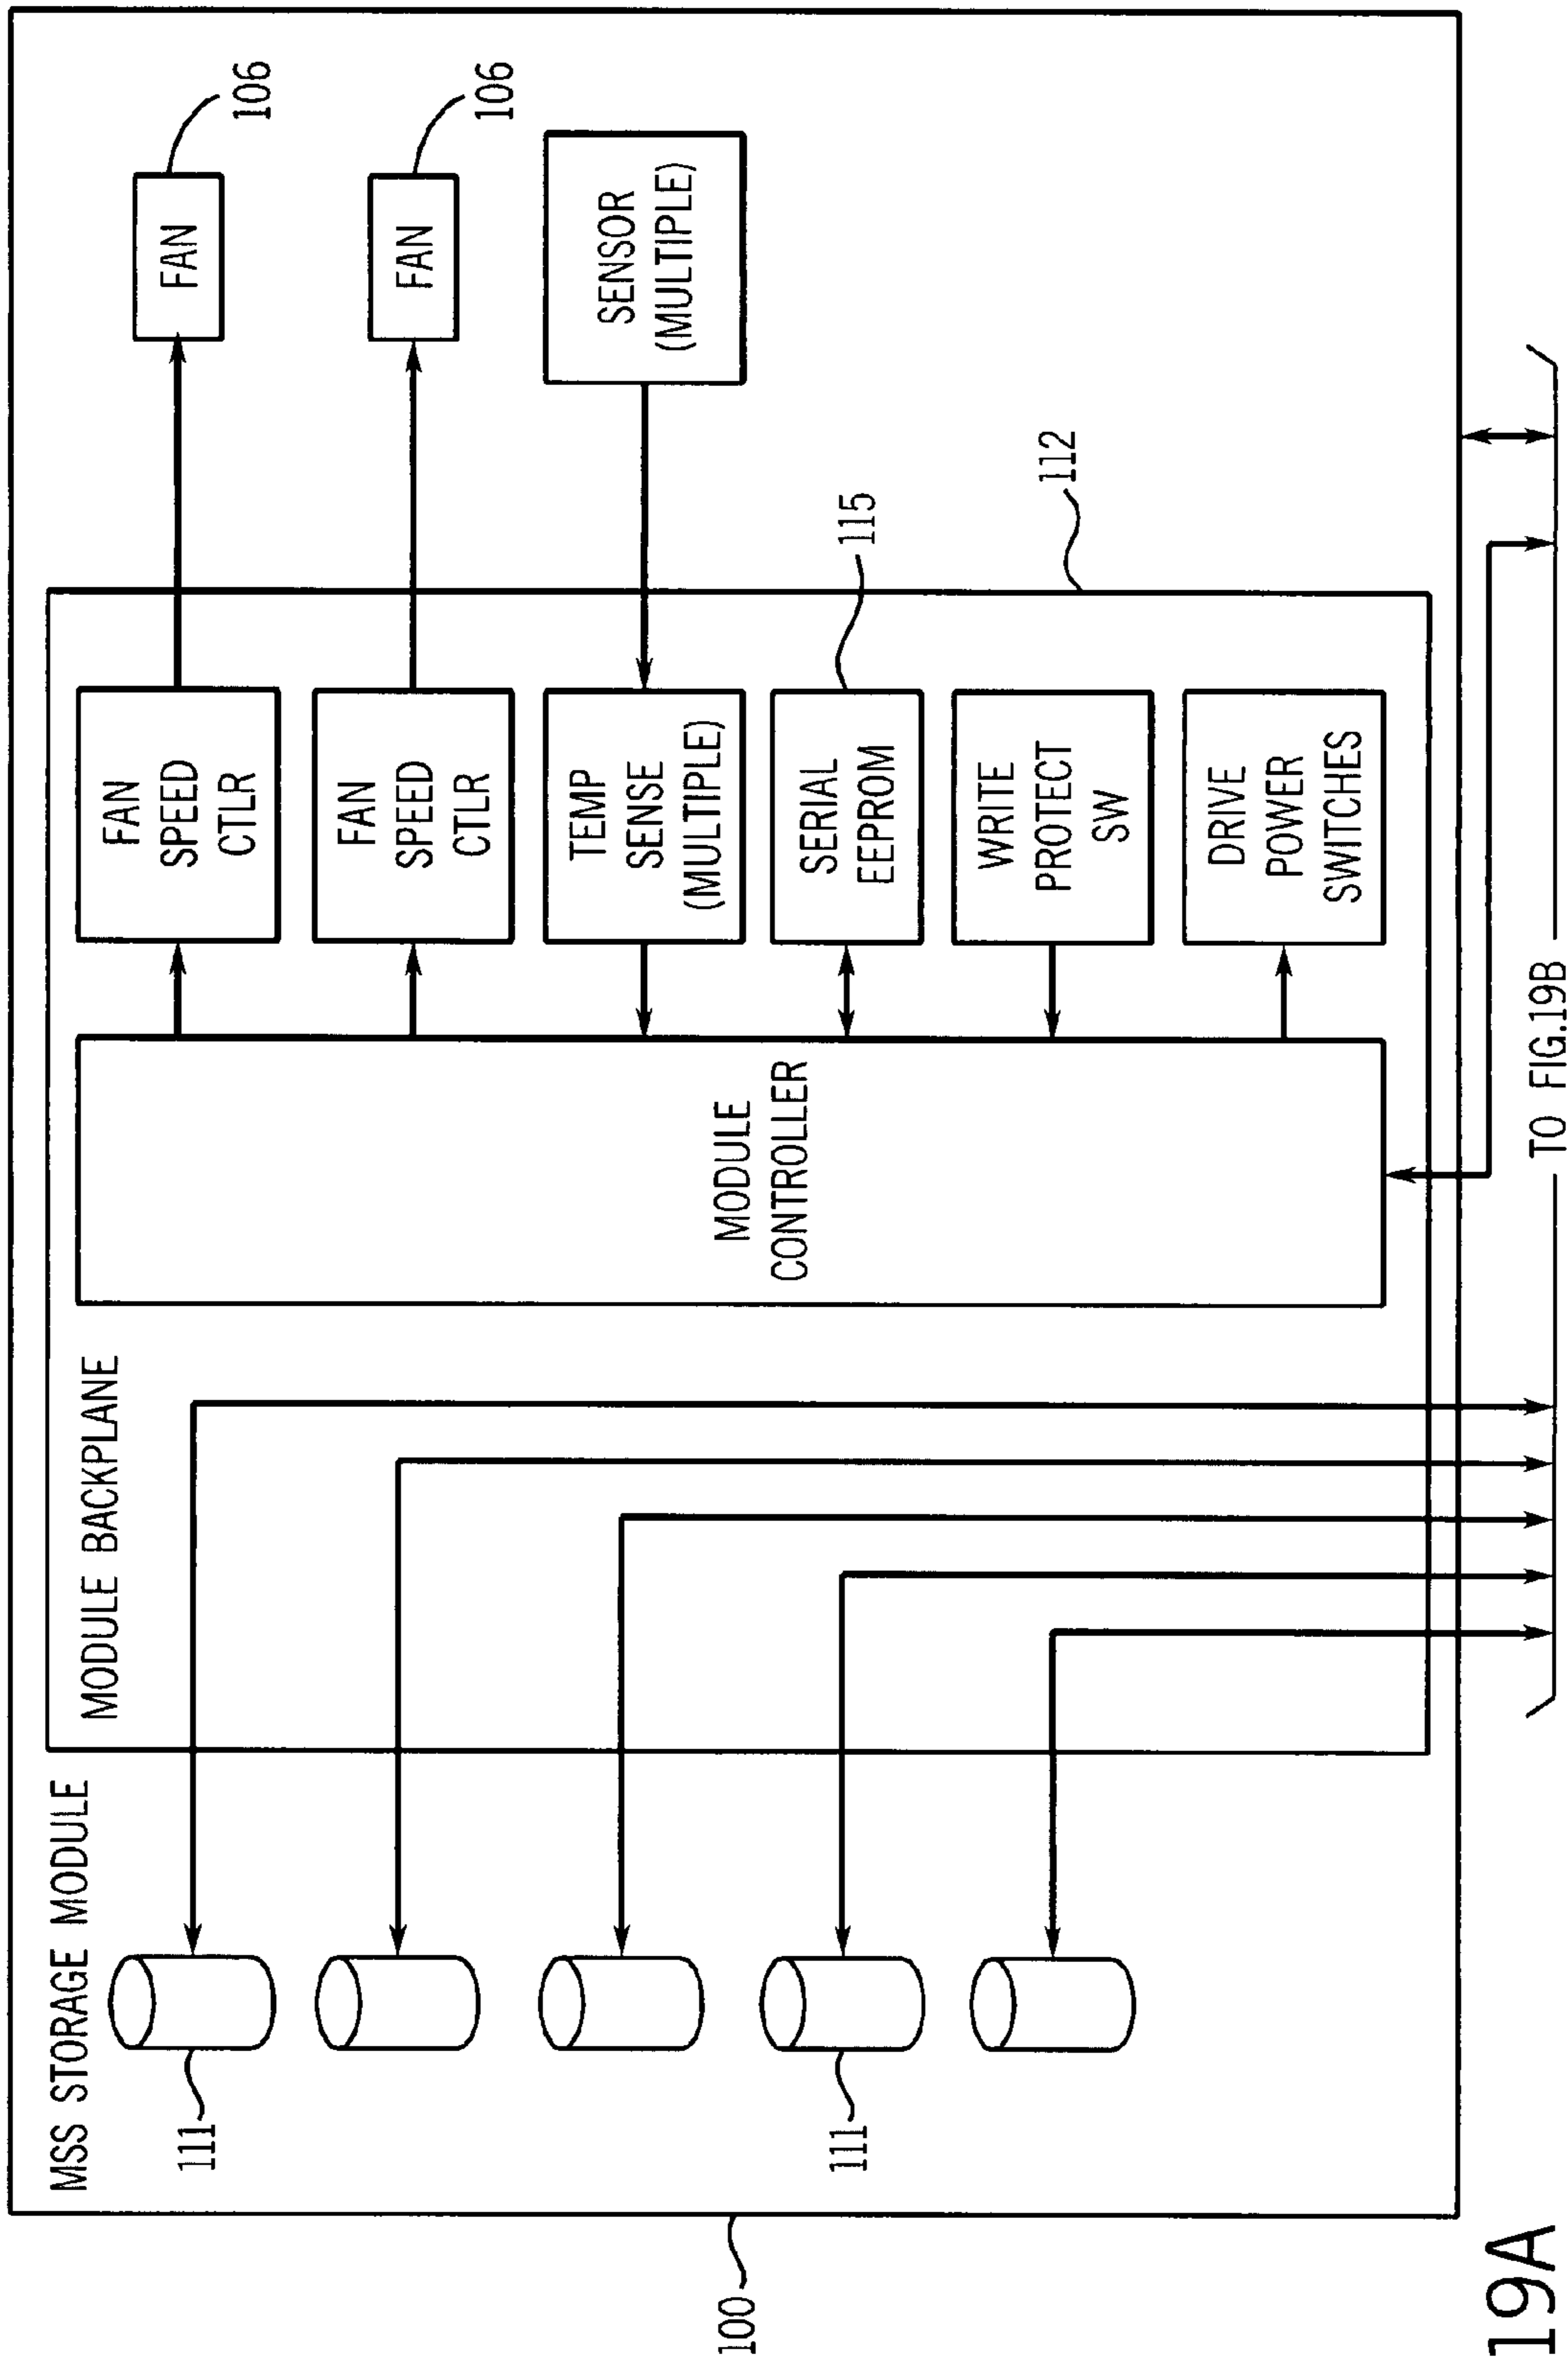 MSS STORAGE MODULE
MODULE BACKPLANE
111
111
100
MODULE
CONTROLLER
FAN
SPEED
CTLR
FAN
SPEED
CTLR
TEMP
SENSE
(MULTIPLE)
SERIAL
EEPROM
WRITE
PROTECT
SW
DRIVE
POWER
SWITCHES
115
112
FAN
106
FAN
106
SENSOR
(MULTIPLE)
TO FIG.19B
19A